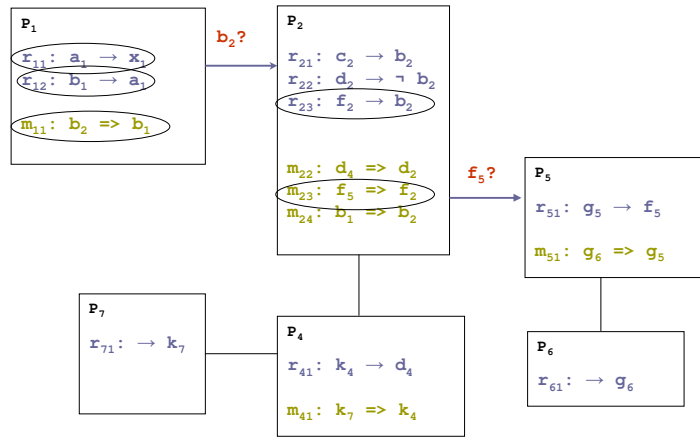 P₁
r₁₁: a₁ → x₁
r₁₂: b₁ → a₁
m₁₁: b₂ => b₁
b₂?
P₂
r₂₁: c₂ → b₂
r₂₂: d₂ → ¬ b₂
r₂₃: f₂ → b₂
m₂₂: d₄ => d₂
m₂₃: f₅ => f₂
m₂₄: b₁ => b₂
f₅?
P₅
r₅₁: g₅ → f₅
m₅₁: g₆ => g₅
P₇
r₇₁: → k₇
P₄
r₄₁: k₄ → d₄
m₄₁: k₇ => k₄
P₆
r₆₁: → g₆